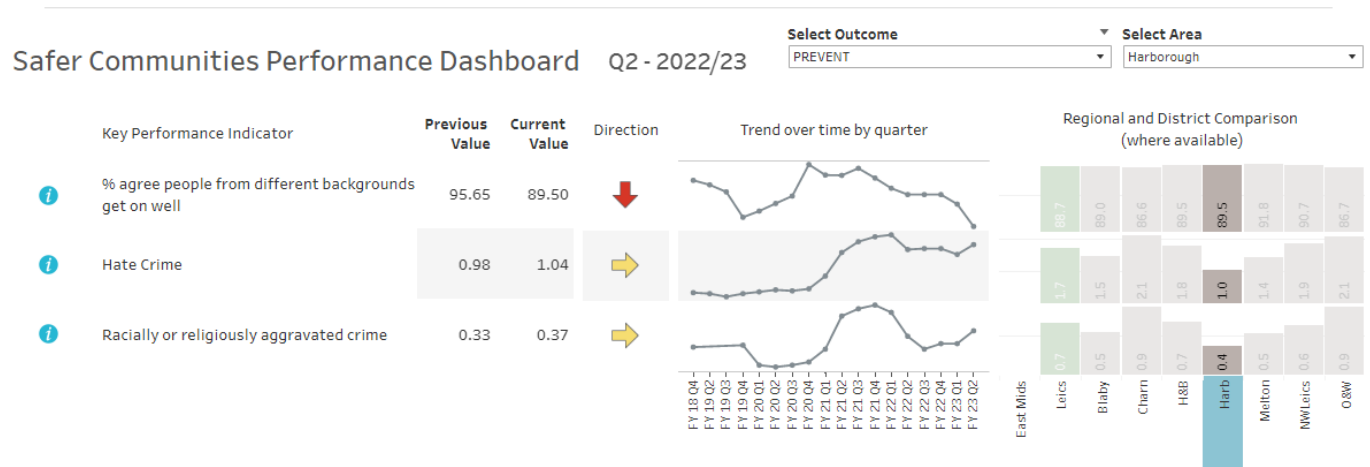 Select Outcome
Select Area
Safer Communities Performance Dashboard Q2 - 2022/23
PREVENT
Harborough
Key Performance Indicator
Previous Value
Current Value
Direction
Trend over time by quarter
Regional and District Comparison
(where available)
% agree people from different backgrounds
get on well
95.65
89.50
88.7
89.0
86.6
89.5
89.5
91.8
90.7
86.7
Hate Crime
0.98
1.04
1.7
1.5
2.1
1.8
1.0
1.4
1.9
2.1
Racially or religiously aggravated crime
0.33
0.37
0.7
0.5
0.9
0.7
0.4
0.5
0.6
0.9
FY 18 Q4
FY 19 Q2
FY 19 Q3
FY 19 Q4
FY 20 Q1
FY 20 Q2
FY 20 Q3
FY 20 Q4
FY 21 Q1
FY 21 Q2
FY 21 Q3
FY 21 Q4
FY 22 Q1
FY 22 Q2
FY 22 Q3
FY 22 Q4
FY 23 Q1
FY 23 Q2
East Mids
Leics
Blaby
Charn
H&B
Harb
Melton
NWLeics
O&W